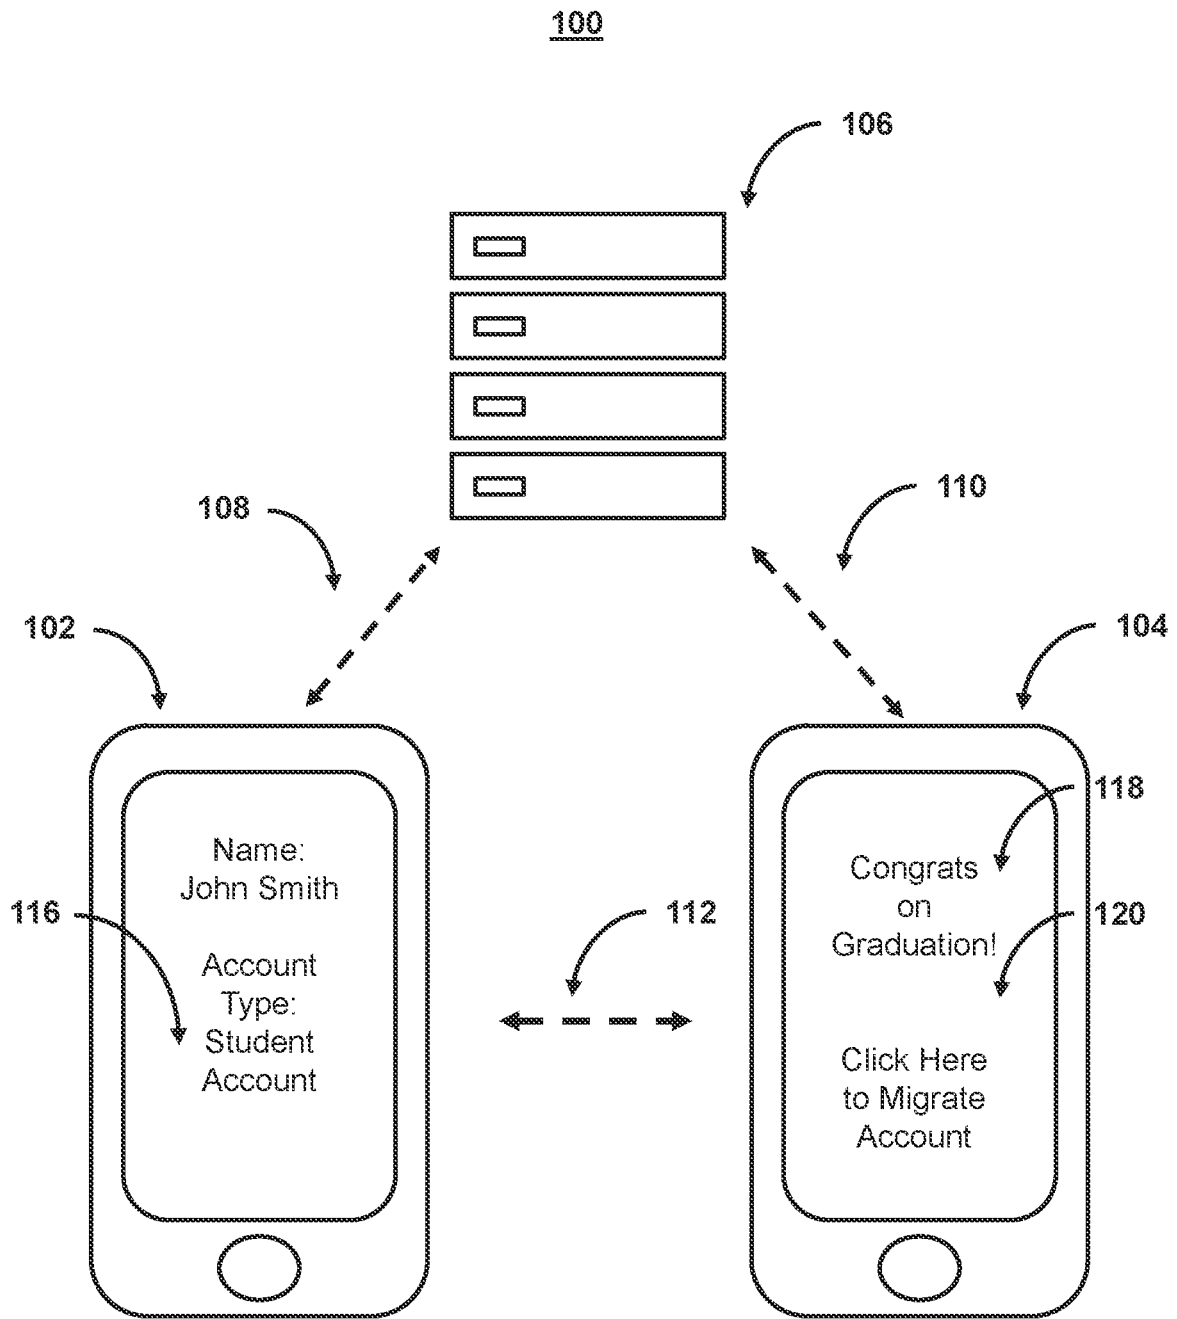 100
106
108
110
102
104
118
Name:
John Smith
Congrats
on
Graduation!
116
112
120
Account
Type:
Student
Account
Click Here
to Migrate
Account